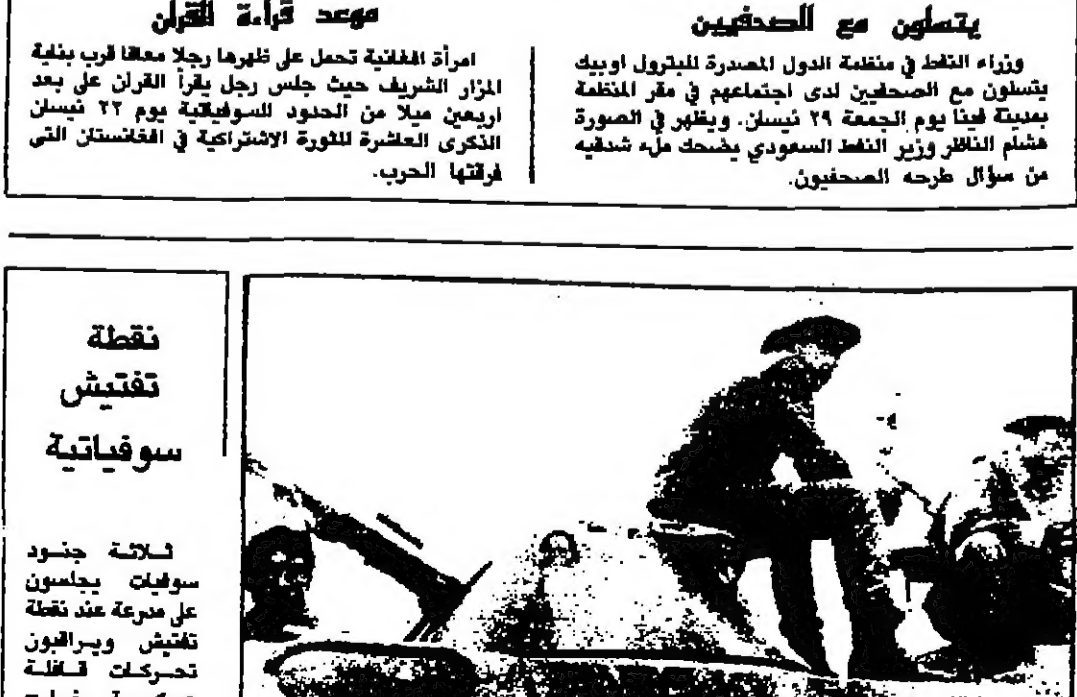 يتسلون مع الصحفيين
وزراء النفط في منظمة الدول المصدرة للبترول اوبيك
يتسلون مع الصحفيين لدى اجتماعهم في مقر المنظمة
بمدينة فينا يوم الجمعة ٢٩ نيسان. ويظهر في الصورة
هشام الناظر وزير النفط السعودي يضحك ملء شدقيه
من سؤال طرحه الصحفيون.
موعد قراءة القران
امرأة افغانية تحمل على ظهرها رجلا معاقا قرب بناية
المزار الشريف حيث جلس رجل يقرأ القران على بعد
اربعين ميلا من الحدود السوفياتية يوم ٢٢ نيسان
الذكرى العاشرة للثورة الاشتراكية في افغانستان التي
فرقتها الحرب.
نقطة
تفتيش
سوفياتية
ثلاثة جنود
سوفيات يجلسون
على مدرعة عند نقطة
تفتيش ويراقبون
تحركات قافلة